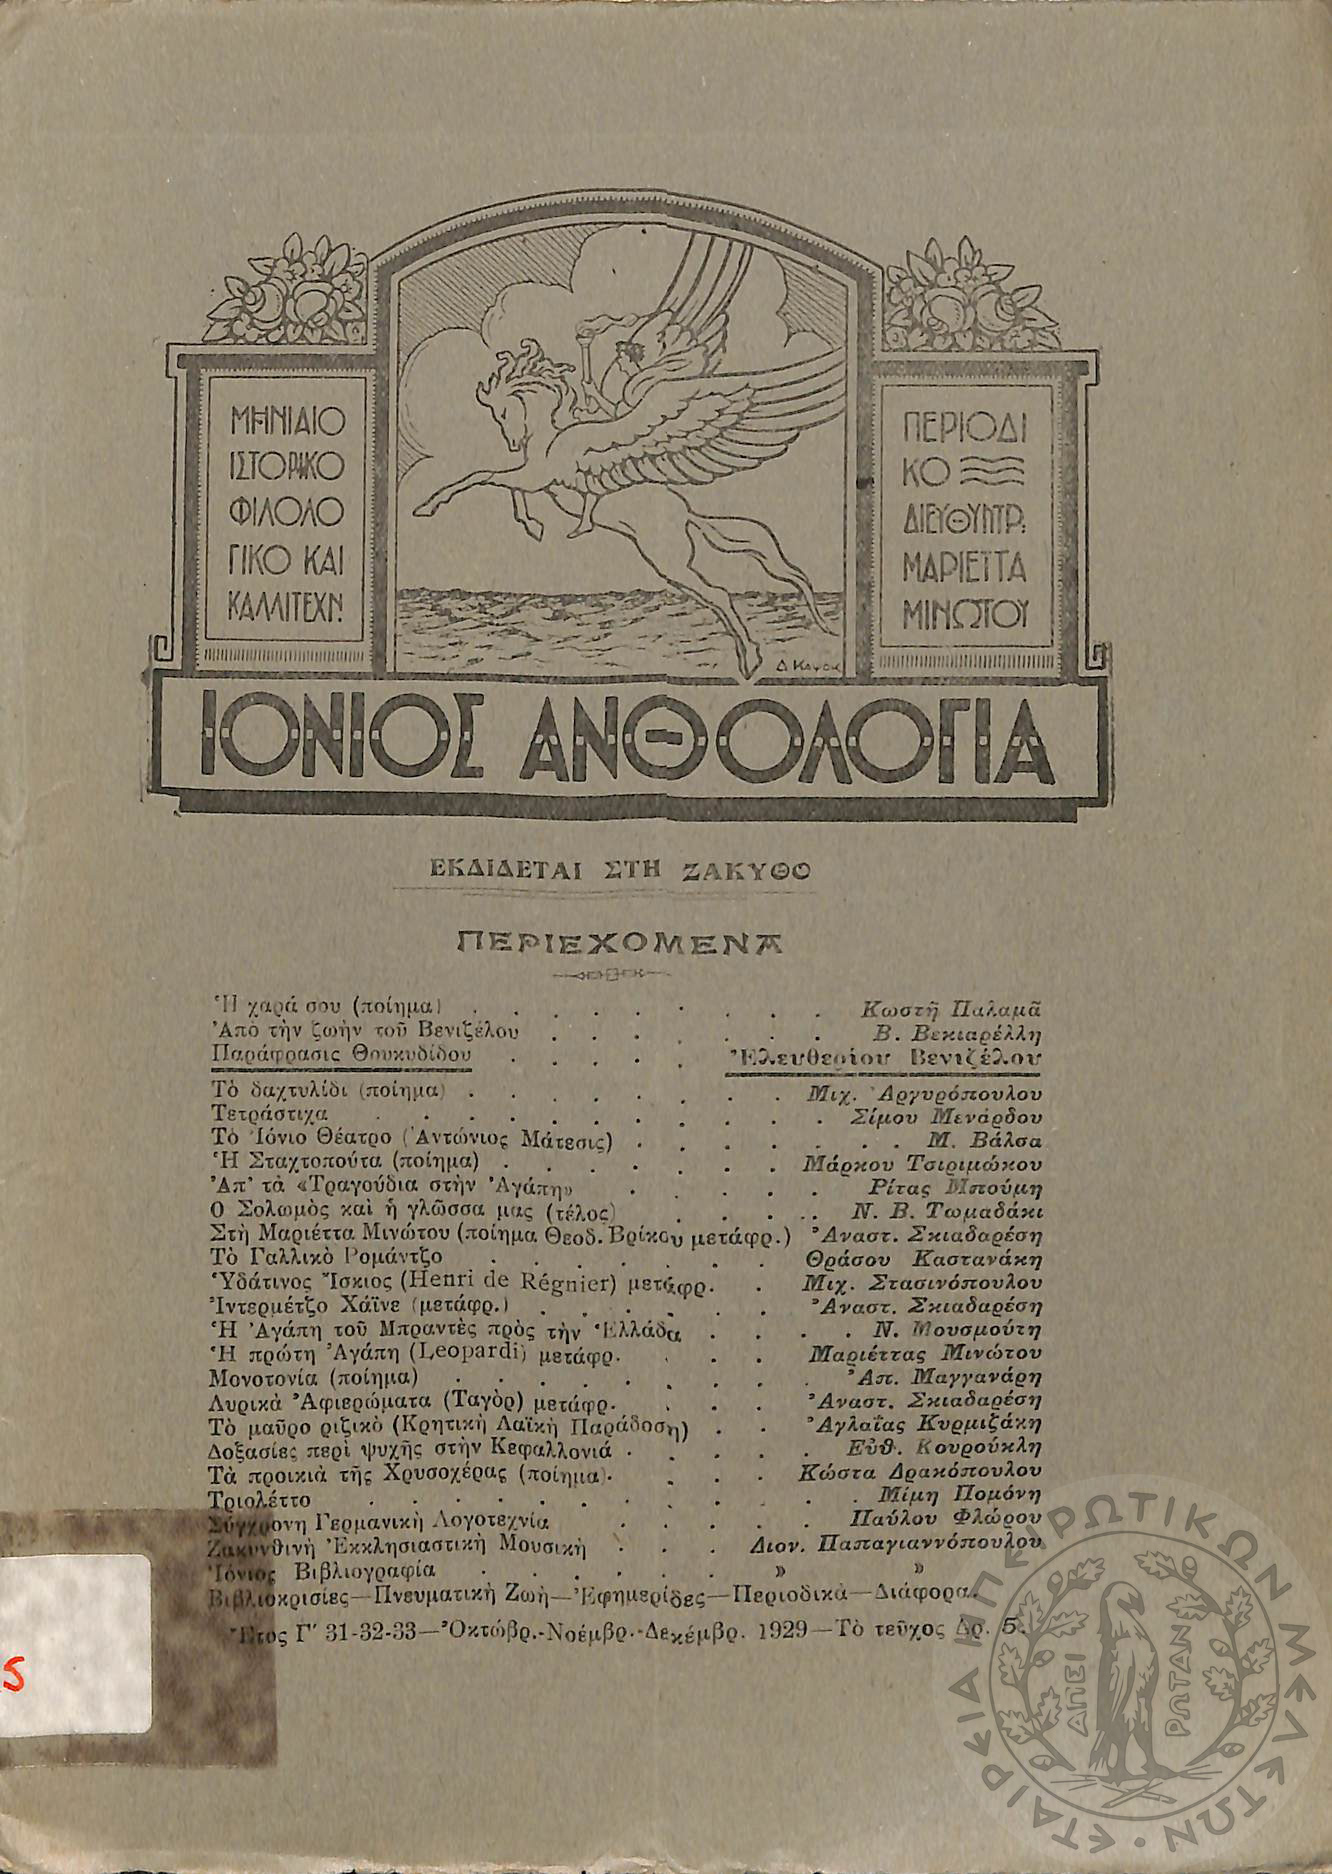 ΜΗΝΙΑΙΟ
ΙΣΤΟΡΙΚΟ
ΦΙΛΟΛΟ
ΓΙΚΟ ΚΑΙ
ΚΑΛΛΙΤΕΧΝ.
ΠΕΡΙΟΔΙ
ΚΟ
ΔΙΕΥΘΥΝΤΡ:
ΜΑΡΙΕΤΤΑ
ΜΙΝΩΤΟΥ
ΙΟΝΙΟΣ ΑΝΘΟΛΟΓΙΑ
ΕΚΔΙΔΕΤΑΙ ΣΤΗ ΖΑΚΥΘΟ
ΠΕΡΙΕΧΟΜΕΝΑ
Ἡ χαρά σου (ποίημα) . . . . . . . . Κωστῆ Παλαμᾶ
Ἀπὸ τὴν ζωὴν τοῦ Βενιζέλου . . . . . . . Β. Βεκιαρέλλη
Παράφρασις Θουκυδίδου . . . . . Ἐλευθερίου Βενιζέλου
Τὸ δαχτυλίδι (ποίημα) . . . . . . . . Μιχ. Ἀργυρόπουλου
Τετράστιχα . . . . . . . . . . Σίμου Μενάρδου
Τὸ Ἰόνιο Θέατρο (Ἀντώνιος Μάτεσις) . . . . . . . Μ. Βάλσα
Ἡ Σταχτοπούτα (ποίημα) . . . . . . . Μάρκου Τσιριμώκου
Ἀπ' τὰ «Τραγούδια στὴν Ἀγάπη» . . . . . Ρίτας Μπούμη
Ο Σολωμὸς καὶ ἡ γλῶσσα μας (τέλος) . . . . . Ν. Β. Τωμαδάκι
Στὴ Μαριέττα Μινώτου (ποίημα Θεοδ. Βρίκου μετάφρ.) Ἀναστ. Σκιαδαρέση
Τὸ Γαλλικὸ Ρομάντζο . . . . . . . Θράσου Καστανάκη
Ὑδάτινος Ἴσκιος (Henri de Régnier) μετάφρ. . Μιχ. Στασινόπουλου
Ἰντερμέτζο Χάϊνε (μετάφρ.) . . . . . . Ἀναστ. Σκιαδαρέση
Ἡ Ἀγάπη τοῦ Μπραντὲς πρὸς τὴν Ἑλλάδα . . . . Ν. Μουσμούτη
Ἡ πρώτη Ἀγάπη (Leopardi) μετάφρ. . . . Μαριέττας Μινώτου
Μονοτονία (ποίημα) . . . . . . . . . Ἀπ. Μαγγανάρη
Λυρικὰ Ἀφιερώματα (Ταγὸρ) μετάφρ. . . . Ἀναστ. Σκιαδαρέση
Τὸ μαῦρο ριζικὸ (Κρητικὴ Λαϊκὴ Παράδοση) . . . Ἀγλαΐας Κυρμιζάκη
Δοξασίες περὶ ψυχῆς στὴν Κεφαλλονιά . . . . . Εὐθ. Κουρούκλη
Τὰ προικιὰ τῆς Χρυσοχέρας (ποίημα). . . . Κώστα Δρακόπουλου
Τριολέττο . . . . . . . . . . . . Μίμη Πομόνη
Σύγχρονη Γερμανικὴ Λογοτεχνία . . . . . Παύλου Φλώρου
Ζακυνθινὴ Ἐκκλησιαστικὴ Μουσικὴ . . . Διον. Παπαγιαννόπουλου
Ἰόνιος Βιβλιογραφία . . . . . . » »
Βιβλιοκρισίες—Πνευματικὴ Ζωὴ—Ἐφημερίδες—Περιοδικὰ—Διάφορα.
Ἔτος Γ' 31-32-33—Ὀκτώβρ.-Νοέμβρ.-Δεκέμβρ. 1929—Τὸ τεῦχος Δρ. 5.
5
ΕΤΑΙΡΕΙΑ ΗΠΕΙΡΩΤΙΚΩΝ ΜΕΛΕΤΩΝ
ΑΠΕΙ
ΡΩΤΑΝ